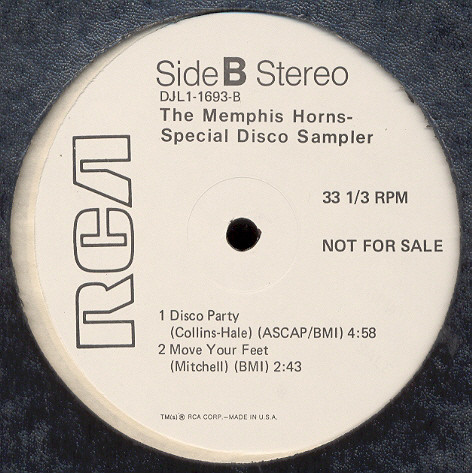 Side B Stereo
DJL1-1693-B
The Memphis Horns-
Special Disco Sampler
RCA
33 1/3 RPM
NOT FOR SALE
1 Disco Party
(Collins-Hale) (ASCAP/BMI) 4:58
2 Move Your Feet
(Mitchell) (BMI) 2:43
TM(s) ® RCA CORP.—MADE IN U.S.A.